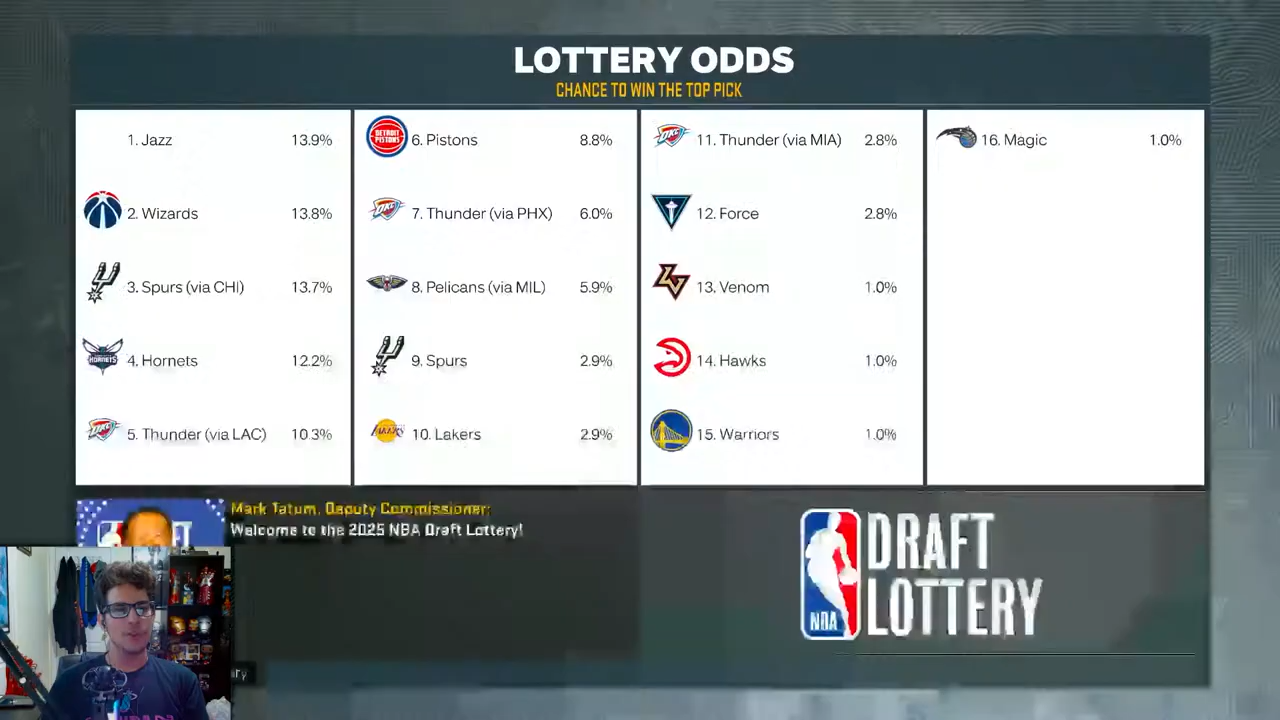 LOTTERY ODDS
CHANCE TO WIN THE TOP PICK
1. Jazz 13.9%
2. Wizards 13.8%
3. Spurs (via CHI) 13.7%
4. Hornets 12.2%
5. Thunder (via LAC) 10.3%
DETROIT PISTONS
6. Pistons 8.8%
7. Thunder (via PHX) 6.0%
8. Pelicans (via MIL) 5.9%
9. Spurs 2.9%
10. Lakers 2.9%
11. Thunder (via MIA) 2.8%
12. Force 2.8%
13. Venom 1.0%
14. Hawks 1.0%
15. Warriors 1.0%
16. Magic 1.0%
Mark Tatum, Deputy Commissioner:
Welcome to the 2025 NBA Draft Lottery!
NBA
DRAFT
LOTTERY